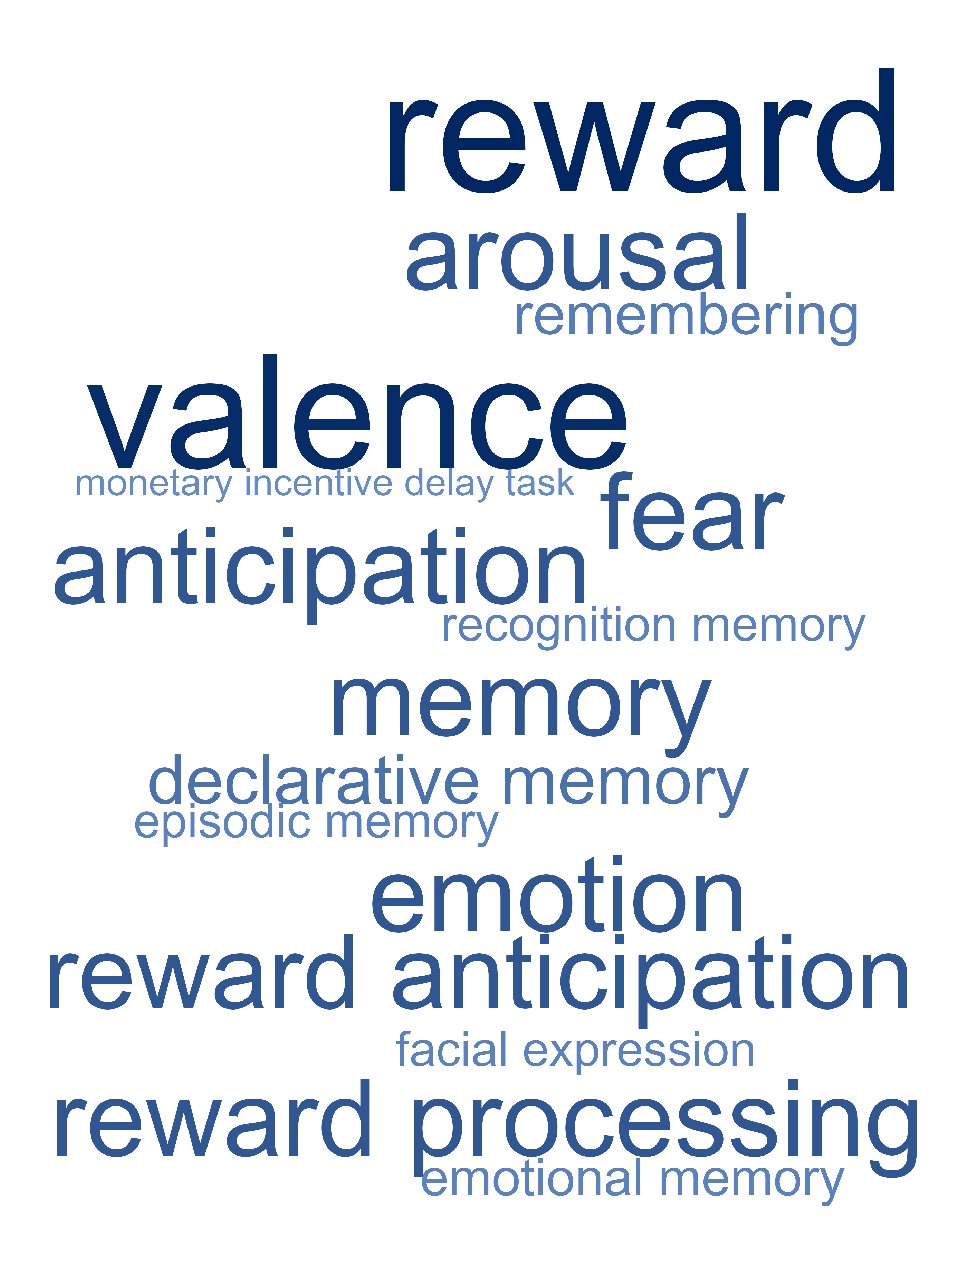 reward
arousal
remembering
valence
monetary incentive delay task
fear
anticipation
recognition memory
memory
declarative memory
episodic memory
emotion
reward anticipation
facial expression
reward processing
emotional memory